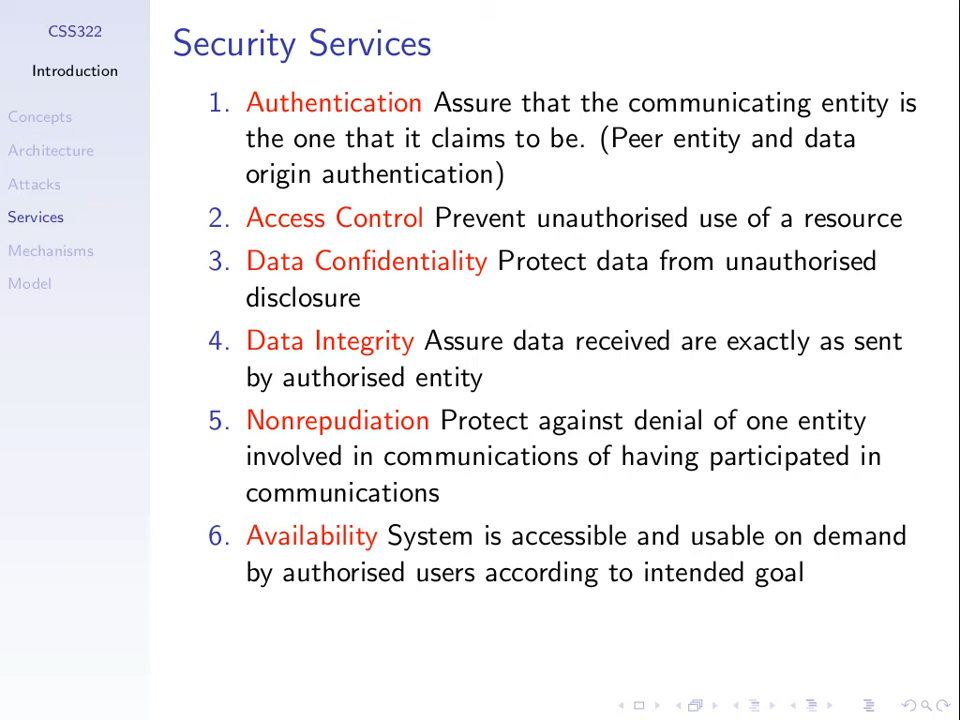 CSS322
Introduction
Concepts
Architecture
Attacks
Services
Mechanisms
Model
Security Services
1. Authentication Assure that the communicating entity is
the one that it claims to be. (Peer entity and data
origin authentication)
2. Access Control Prevent unauthorised use of a resource
3. Data Confidentiality Protect data from unauthorised
disclosure
4. Data Integrity Assure data received are exactly as sent
by authorised entity
5. Nonrepudiation Protect against denial of one entity
involved in communications of having participated in
communications
6. Availability System is accessible and usable on demand
by authorised users according to intended goal